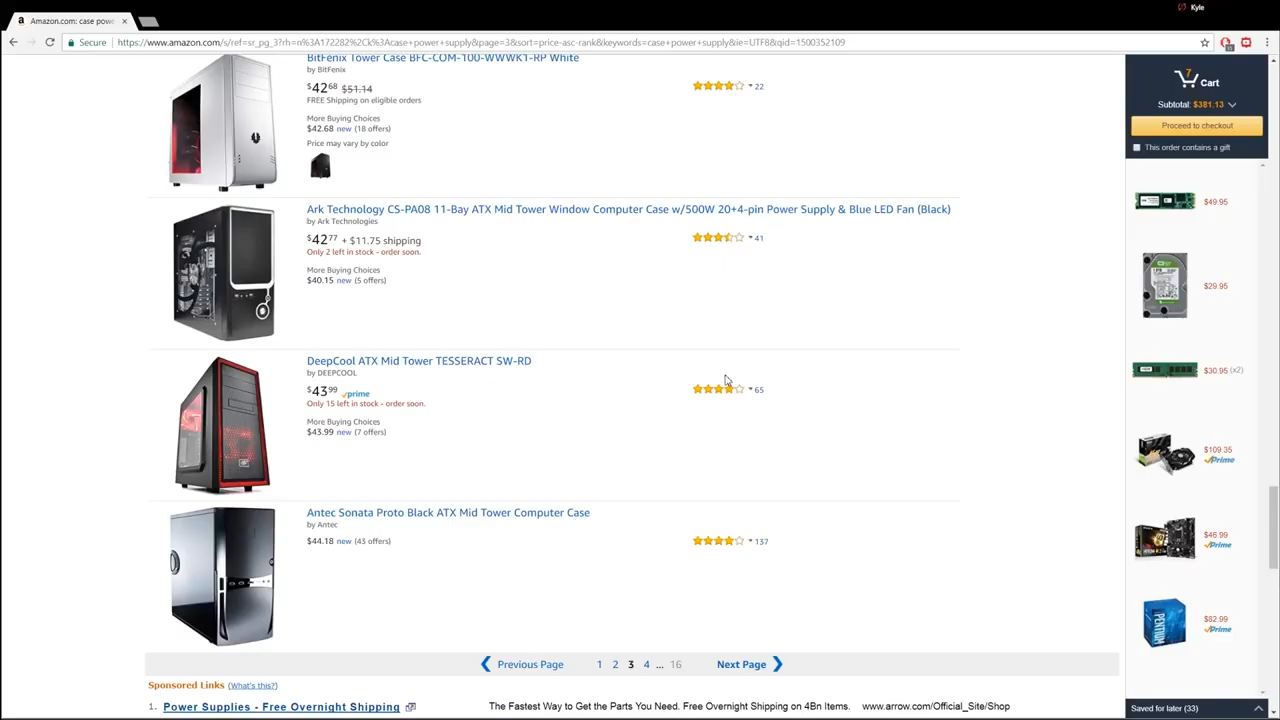 Kyle
Amazon.com: case powe
Secure https://www.amazon.com/s/ref=sr_pg_3?rh=n%3A172282%2Ck%3Acase+power+supply&page=3&sort=price-asc-rank&keywords=case+power+supply&ie=UTF8&qid=1500352109
BitFenix Tower Case BFC-COM-100-WWWK1-RP White
by BitFenix
$42 68 $51.14
22
FREE Shipping on eligible orders
More Buying Choices
$42.68 new (18 offers)
Price may vary by color
Ark Technology CS-PA08 11-Bay ATX Mid Tower Window Computer Case w/500W 20+4-pin Power Supply & Blue LED Fan (Black)
by Ark Technologies
$42 77 + $11.75 shipping
41
Only 2 left in stock - order soon.
More Buying Choices
$40.15 new (5 offers)
DeepCool ATX Mid Tower TESSERACT SW-RD
by DEEPCOOL
$43 99 prime
65
Only 15 left in stock - order soon.
More Buying Choices
$43.99 new (7 offers)
Antec Sonata Proto Black ATX Mid Tower Computer Case
by Antec
$44.18 new (43 offers)
137
Previous Page 1 2 3 4 ... 16 Next Page
Sponsored Links (What's this?)
1. Power Supplies - Free Overnight Shipping
The Fastest Way to Get the Parts You Need. Free Overnight Shipping on 4Bn Items. www.arrow.com/Official_Site/Shop
7
Cart
Subtotal: $381.13
Proceed to checkout
This order contains a gift
$49.95
$29.95
$30.95 (x2)
$109.35
Prime
$46.99
Prime
PENTIUM
$82.99
Prime
Saved for later (33)